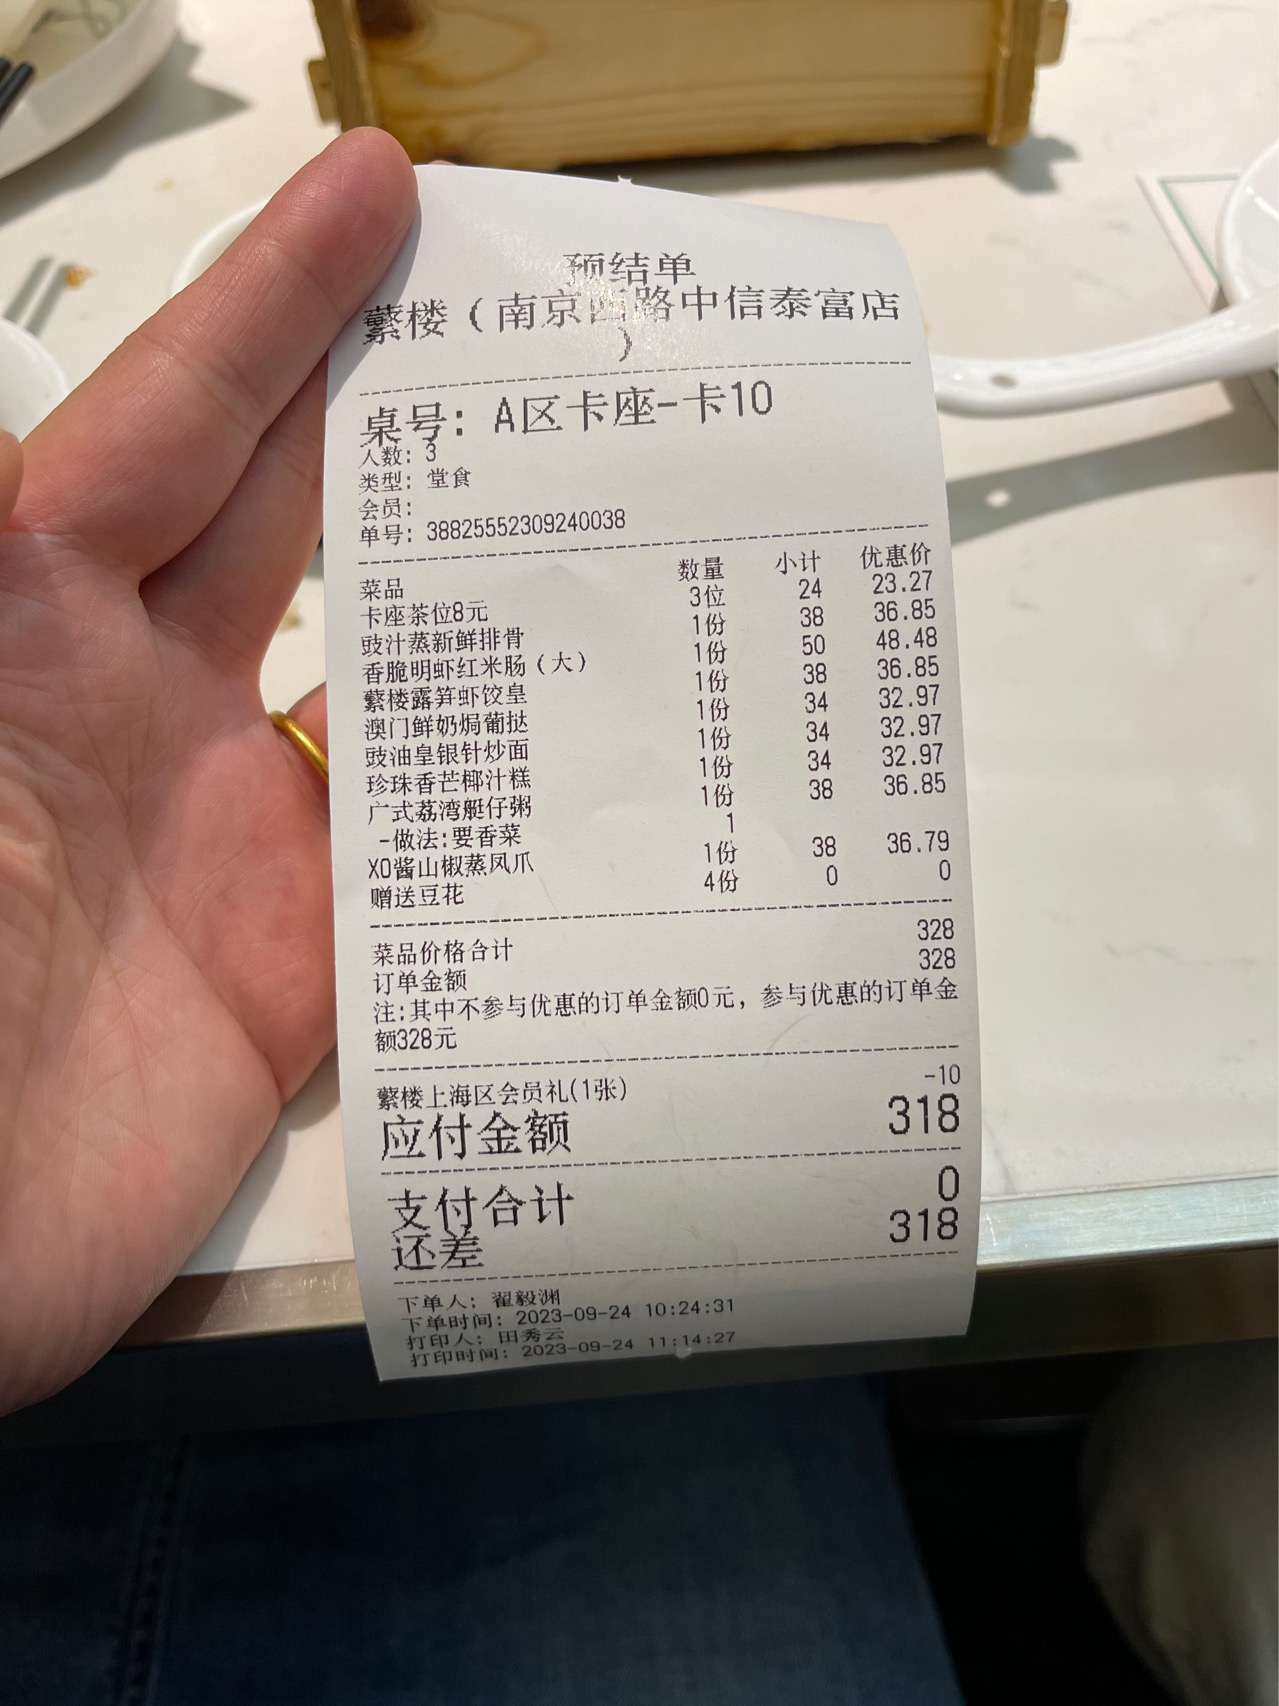 预结单
蘩楼（南京西路中信泰富店
）
桌号: A区卡座-卡10
人数: 3
类型: 堂食
会员:
单号: 38825552309240038
菜品 数量 小计 优惠价
卡座茶位8元 3位 24 23.27
豉汁蒸新鲜排骨 1份 38 36.85
香脆明虾红米肠（大） 1份 50 48.48
蘩楼露笋虾饺皇 1份 38 36.85
澳门鲜奶焗葡挞 1份 34 32.97
豉油皇银针炒面 1份 34 32.97
珍珠香芒椰汁糕 1份 34 32.97
广式荔湾艇仔粥 1份 38 36.85
-做法:要香菜 1
XO酱山椒蒸凤爪 1份 38 36.79
赠送豆花 4份 0 0
菜品价格合计 328
订单金额 328
注:其中不参与优惠的订单金额0元，参与优惠的订单金
额328元
蘩楼上海区会员礼(1张) -10
应付金额 318
支付合计 0
还差 318
下单人: 翟毅渊
下单时间: 2023-09-24 10:24:31
打印人: 田秀云
打印时间: 2023-09-24 11:14:27